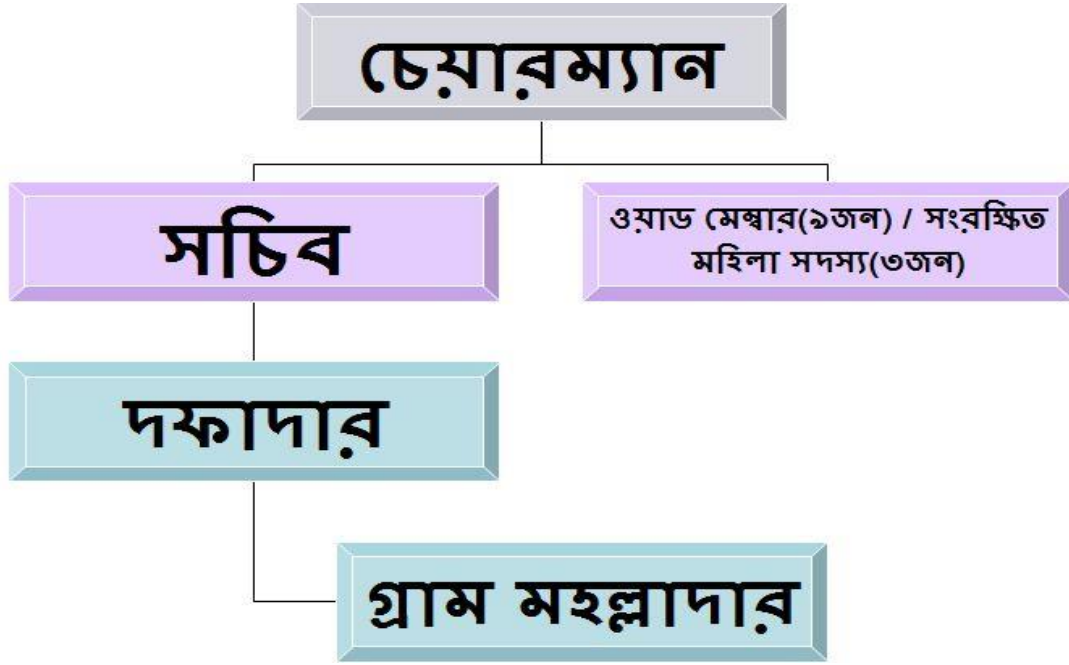 চেয়ারম্যান
সচিব
ওয়াড মেম্বার(৯জন) / সংরক্ষিত
মহিলা সদস্য(৩জন)
দফাদার
গ্রাম মহল্লাদার